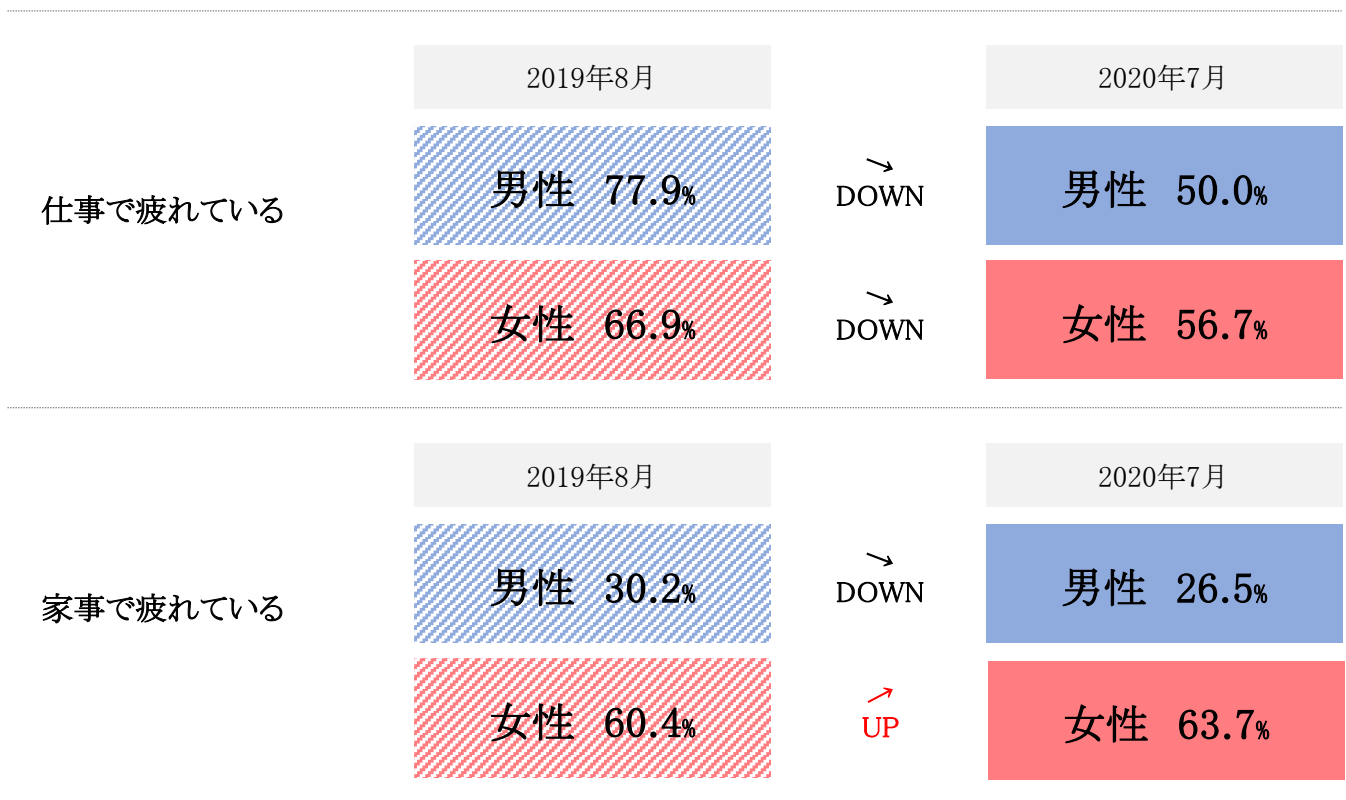 2019年8月
2020年7月
仕事で疲れている
男性 77.9%
↘
DOWN
男性 50.0%
女性 66.9%
↘
DOWN
女性 56.7%
2019年8月
2020年7月
家事で疲れている
男性 30.2%
↘
DOWN
男性 26.5%
女性 60.4%
↗
UP
女性 63.7%